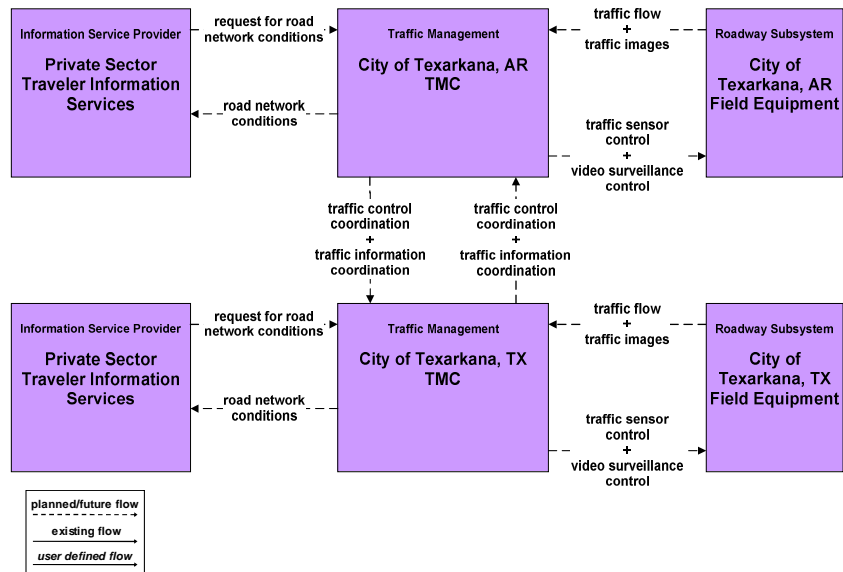 Information Service Provider
Private Sector
Traveler Information
Services
request for road
network conditions
road network
conditions
Traffic Management
City of Texarkana, AR
TMC
traffic flow
+
traffic images
traffic sensor
control
+
video surveillance
control
Roadway Subsystem
City of
Texarkana, AR
Field Equipment
traffic control
coordination
+
traffic information
coordination
traffic control
coordination
+
traffic information
coordination
Information Service Provider
Private Sector
Traveler Information
Services
request for road
network conditions
road network
conditions
Traffic Management
City of Texarkana, TX
TMC
traffic flow
+
traffic images
traffic sensor
control
+
video surveillance
control
Roadway Subsystem
City of
Texarkana, TX
Field Equipment
planned/future flow
existing flow
user defined flow